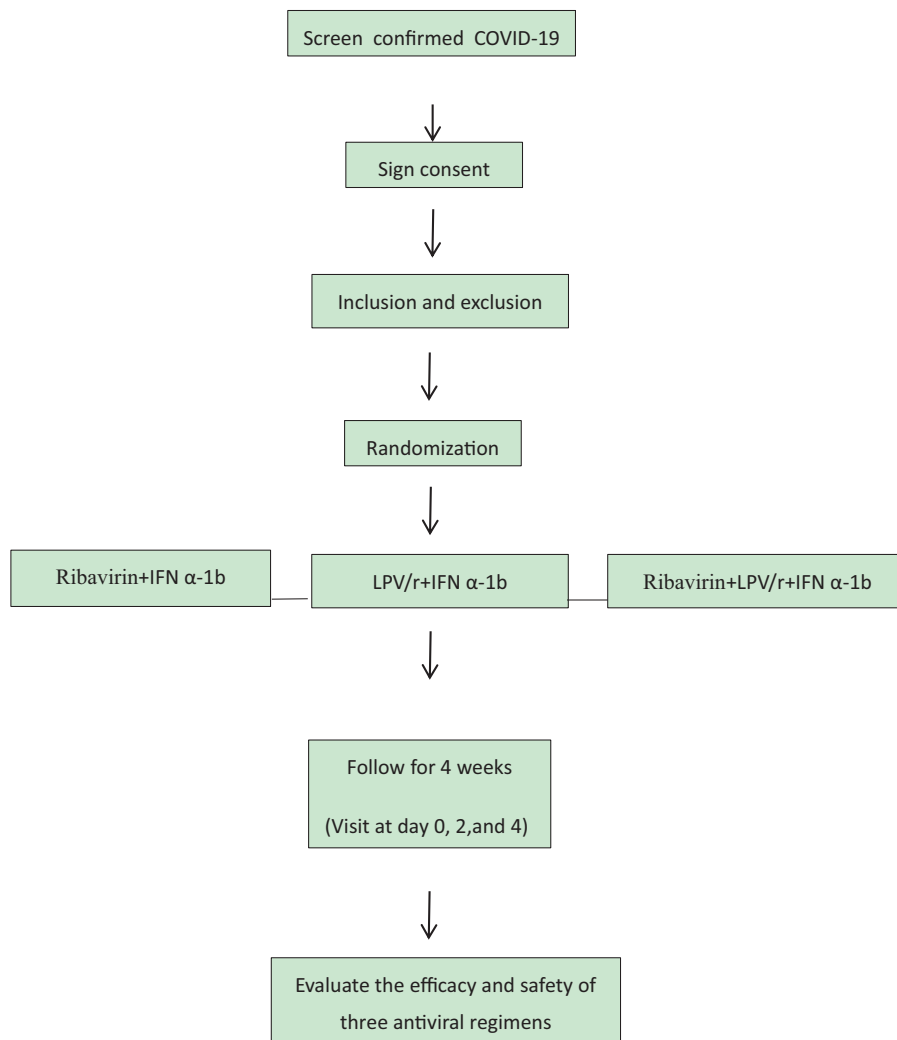 Screen confirmed COVID-19
Sign consent
Inclusion and exclusion
Randomization
Ribavirin+IFN α-1b
LPV/r+IFN α-1b
Ribavirin+LPV/r+IFN α-1b
Follow for 4 weeks
(Visit at day 0, 2,and 4)
Evaluate the efficacy and safety of
three antiviral regimens